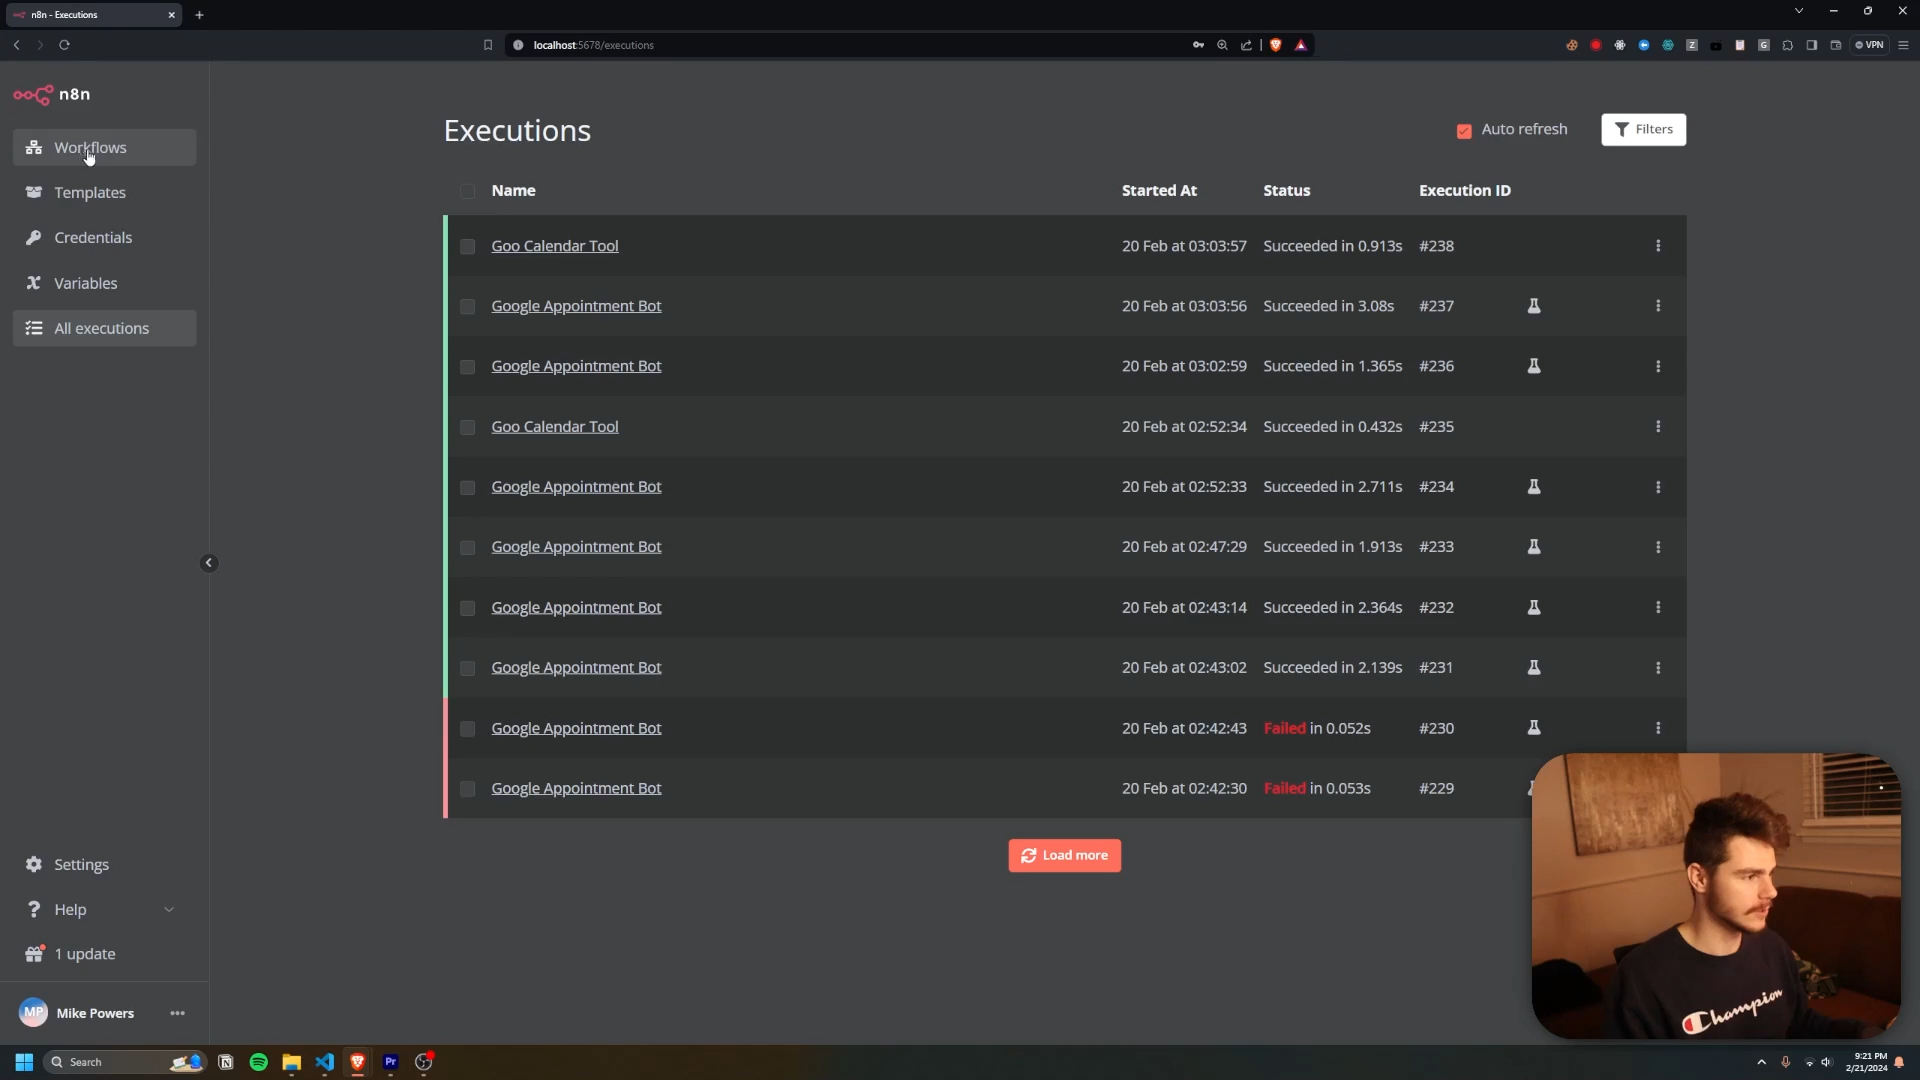 n8n - Executions
localhost:5678/executions
VPN
n8n
Workflows
Templates
Credentials
Variables
All executions
Executions
Auto refresh
Filters
Name Started At Status Execution ID
Goo Calendar Tool 20 Feb at 03:03:57 Succeeded in 0.913s #238
Google Appointment Bot 20 Feb at 03:03:56 Succeeded in 3.08s #237
Google Appointment Bot 20 Feb at 03:02:59 Succeeded in 1.365s #236
Goo Calendar Tool 20 Feb at 02:52:34 Succeeded in 0.432s #235
Google Appointment Bot 20 Feb at 02:52:33 Succeeded in 2.711s #234
Google Appointment Bot 20 Feb at 02:47:29 Succeeded in 1.913s #233
Google Appointment Bot 20 Feb at 02:43:14 Succeeded in 2.364s #232
Google Appointment Bot 20 Feb at 02:43:02 Succeeded in 2.139s #231
Google Appointment Bot 20 Feb at 02:42:43 Failed in 0.052s #230
Google Appointment Bot 20 Feb at 02:42:30 Failed in 0.053s #229
Load more
Settings
Help
1 update
MP Mike Powers
Champion
Search
Pr
9:21 PM
2/21/2024